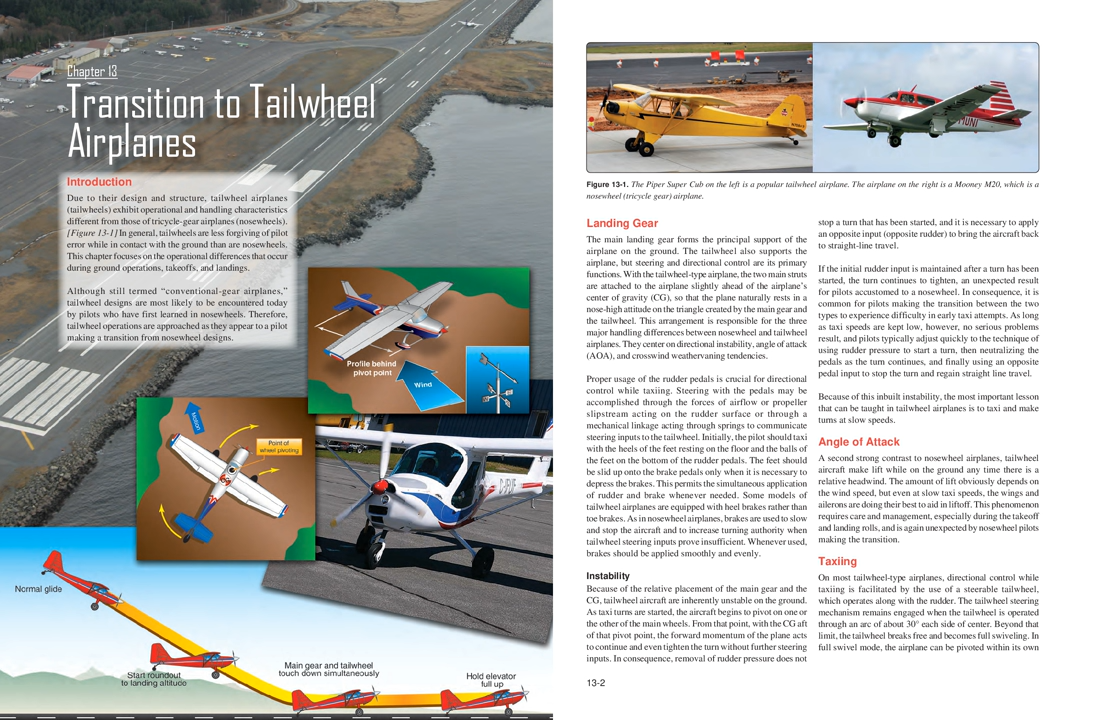 Chapter 13
Transition to Tailwheel
Airplanes
Introduction
Due to their design and structure, tailwheel airplanes
(tailwheels) exhibit operational and handling characteristics
different from those of tricycle-gear airplanes (nosewheels).
[Figure 13-1] In general, tailwheels are less forgiving of pilot
error while in contact with the ground than are nosewheels.
This chapter focuses on the operational differences that occur
during ground operations, takeoffs, and landings.
Although still termed “conventional-gear airplanes,”
tailwheel designs are most likely to be encountered today
by pilots who have first learned in nosewheels. Therefore,
tailwheel operations are approached as they appear to a pilot
making a transition from nosewheel designs.
Profile behind
pivot point
Wind
Motion
Point of
wheel pivoting
Normal glide
Start roundout
to landing altitude
Main gear and tailwheel
touch down simultaneously
Hold elevator
full up
Figure 13-1. The Piper Super Cub on the left is a popular tailwheel airplane. The airplane on the right is a Mooney M20, which is a
nosewheel (tricycle gear) airplane.
Landing Gear
The main landing gear forms the principal support of the
airplane on the ground. The tailwheel also supports the
airplane, but steering and directional control are its primary
functions. With the tailwheel-type airplane, the two main struts
are attached to the airplane slightly ahead of the airplane’s
center of gravity (CG), so that the plane naturally rests in a
nose-high attitude on the triangle created by the main gear and
the tailwheel. This arrangement is responsible for the three
major handling differences between nosewheel and tailwheel
airplanes. They center on directional instability, angle of attack
(AOA), and crosswind weathervaning tendencies.
Proper usage of the rudder pedals is crucial for directional
control while taxiing. Steering with the pedals may be
accomplished through the forces of airflow or propeller
slipstream acting on the rudder surface or through a
mechanical linkage acting through springs to communicate
steering inputs to the tailwheel. Initially, the pilot should taxi
with the heels of the feet resting on the floor and the balls of
the feet on the bottom of the rudder pedals. The feet should
be slid up onto the brake pedals only when it is necessary to
depress the brakes. This permits the simultaneous application
of rudder and brake whenever needed. Some models of
tailwheel airplanes are equipped with heel brakes rather than
toe brakes. As in nosewheel airplanes, brakes are used to slow
and stop the aircraft and to increase turning authority when
tailwheel steering inputs prove insufficient. Whenever used,
brakes should be applied smoothly and evenly.
Instability
Because of the relative placement of the main gear and the
CG, tailwheel aircraft are inherently unstable on the ground.
As taxi turns are started, the aircraft begins to pivot on one or
the other of the main wheels. From that point, with the CG aft
of that pivot point, the forward momentum of the plane acts
to continue and even tighten the turn without further steering
inputs. In consequence, removal of rudder pressure does not
stop a turn that has been started, and it is necessary to apply
an opposite input (opposite rudder) to bring the aircraft back
to straight-line travel.
If the initial rudder input is maintained after a turn has been
started, the turn continues to tighten, an unexpected result
for pilots accustomed to a nosewheel. In consequence, it is
common for pilots making the transition between the two
types to experience difficulty in early taxi attempts. As long
as taxi speeds are kept low, however, no serious problems
result, and pilots typically adjust quickly to the technique of
using rudder pressure to start a turn, then neutralizing the
pedals as the turn continues, and finally using an opposite
pedal input to stop the turn and regain straight line travel.
Because of this inbuilt instability, the most important lesson
that can be taught in tailwheel airplanes is to taxi and make
turns at slow speeds.
Angle of Attack
A second strong contrast to nosewheel airplanes, tailwheel
aircraft make lift while on the ground any time there is a
relative headwind. The amount of lift obviously depends on
the wind speed, but even at slow taxi speeds, the wings and
ailerons are doing their best to aid in liftoff. This phenomenon
requires care and management, especially during the takeoff
and landing rolls, and is again unexpected by nosewheel pilots
making the transition.
Taxiing
On most tailwheel-type airplanes, directional control while
taxiing is facilitated by the use of a steerable tailwheel,
which operates along with the rudder. The tailwheel steering
mechanism remains engaged when the tailwheel is operated
through an arc of about 30° each side of center. Beyond that
limit, the tailwheel breaks free and becomes full swiveling. In
full swivel mode, the airplane can be pivoted within its own
13-2